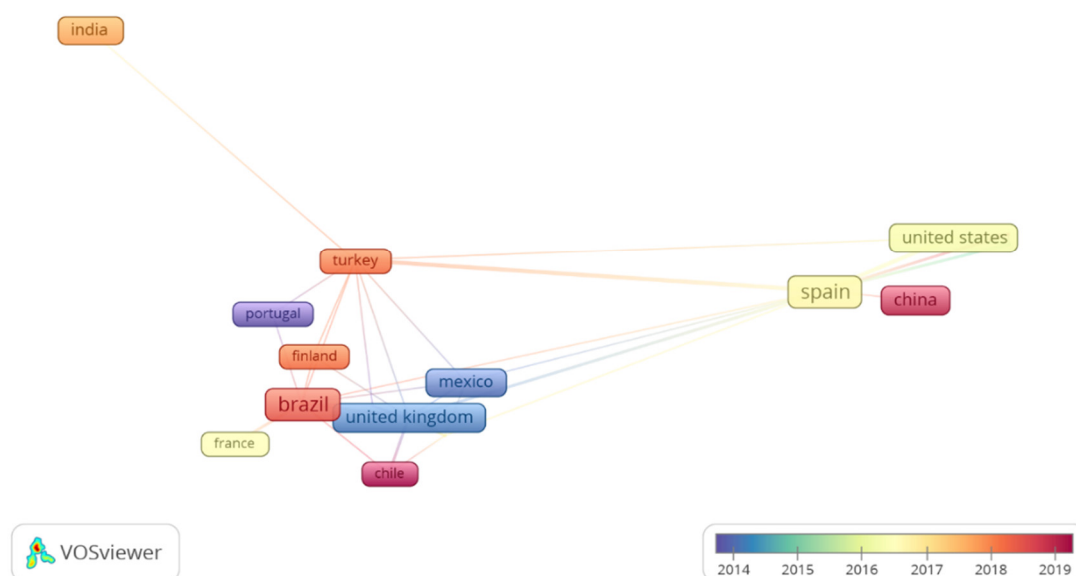 india
united states
turkey
spain
china
portugal
finland
mexico
brazil
united kingdom
france
chile
VOSviewer
2014 2015 2016 2017 2018 2019